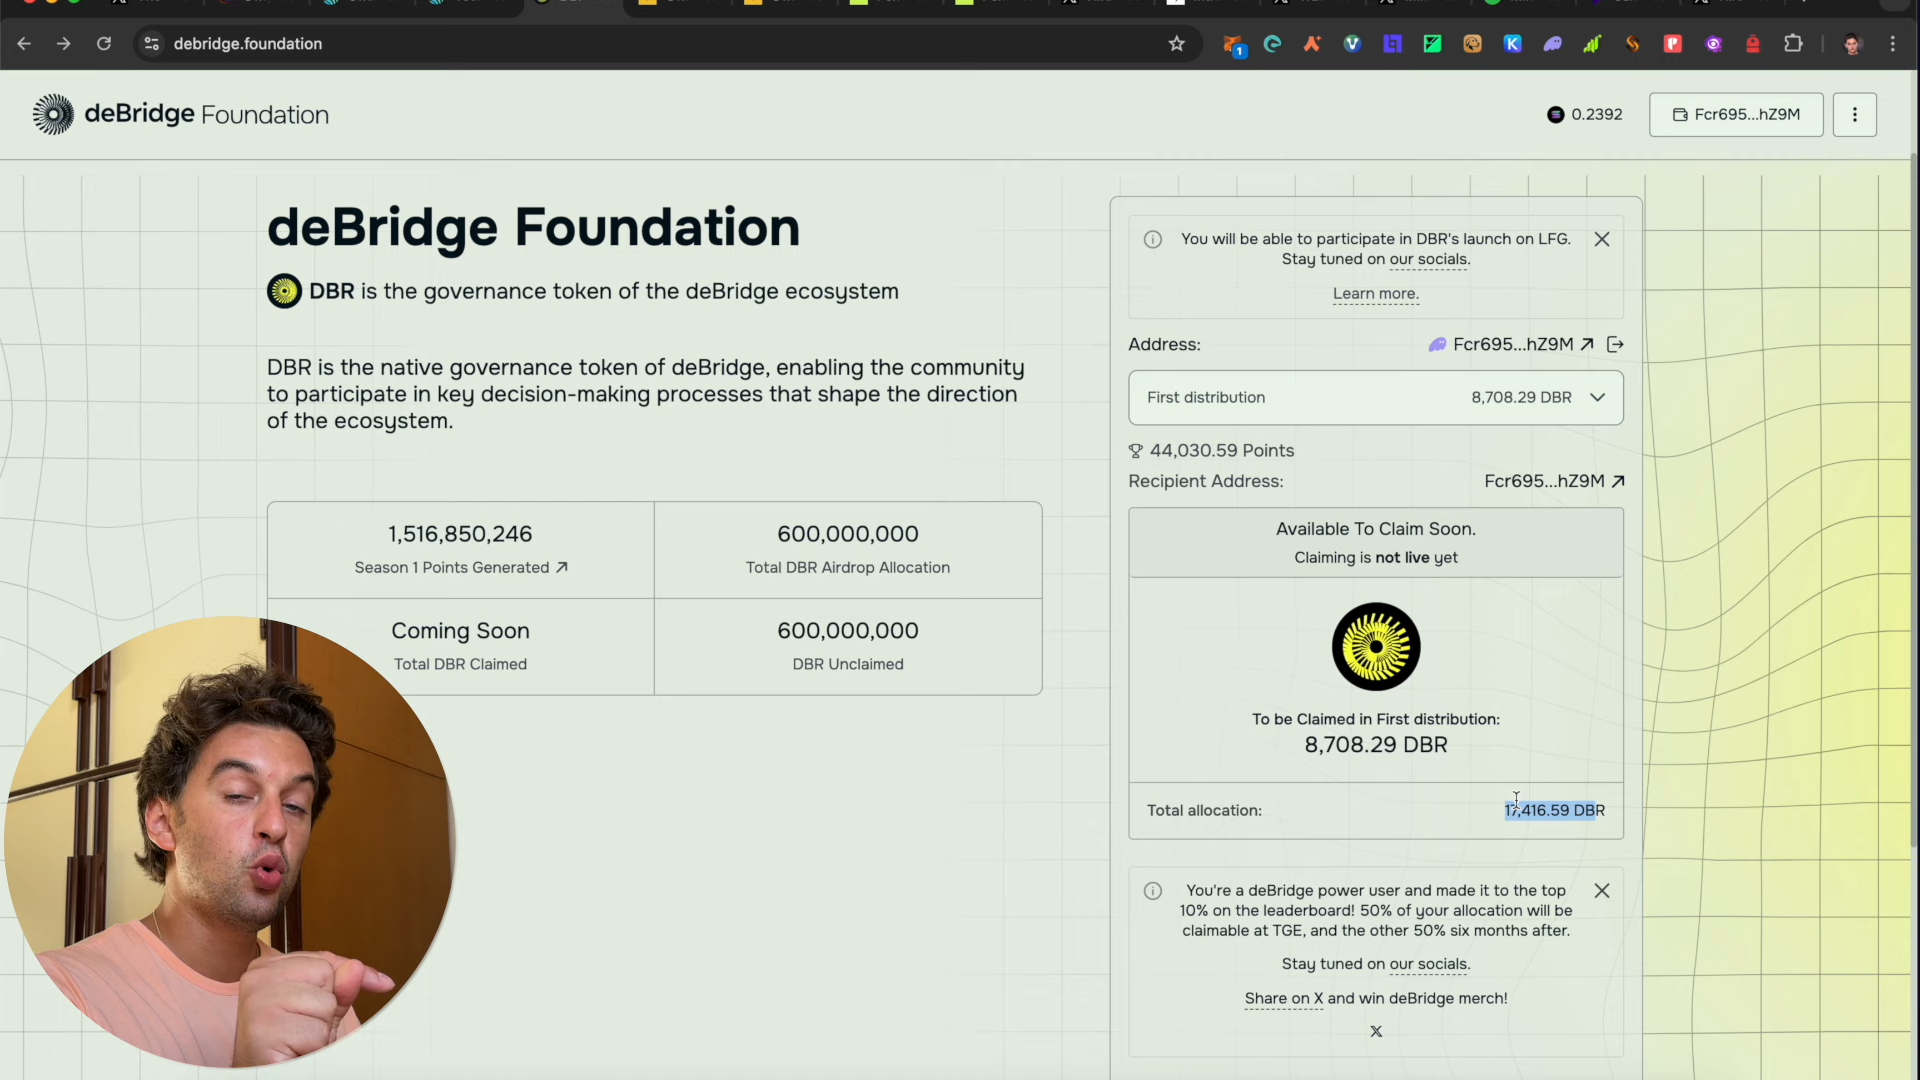 debridge.foundation
1
deBridge Foundation
0.2392
Fcr695...hZ9M
deBridge Foundation
DBR is the governance token of the deBridge ecosystem
DBR is the native governance token of deBridge, enabling the community
to participate in key decision-making processes that shape the direction
of the ecosystem.
1,516,850,246
Season 1 Points Generated
600,000,000
Total DBR Airdrop Allocation
Coming Soon
Total DBR Claimed
600,000,000
DBR Unclaimed
You will be able to participate in DBR's launch on LFG.
Stay tuned on our socials.
Learn more.
Address:
Fcr695...hZ9M
First distribution
8,708.29 DBR
44,030.59 Points
Recipient Address:
Fcr695...hZ9M
Available To Claim Soon.
Claiming is not live yet
To be Claimed in First distribution:
8,708.29 DBR
Total allocation:
17,416.59 DBR
You're a deBridge power user and made it to the top
10% on the leaderboard! 50% of your allocation will be
claimable at TGE, and the other 50% six months after.
Stay tuned on our socials.
Share on X and win deBridge merch!